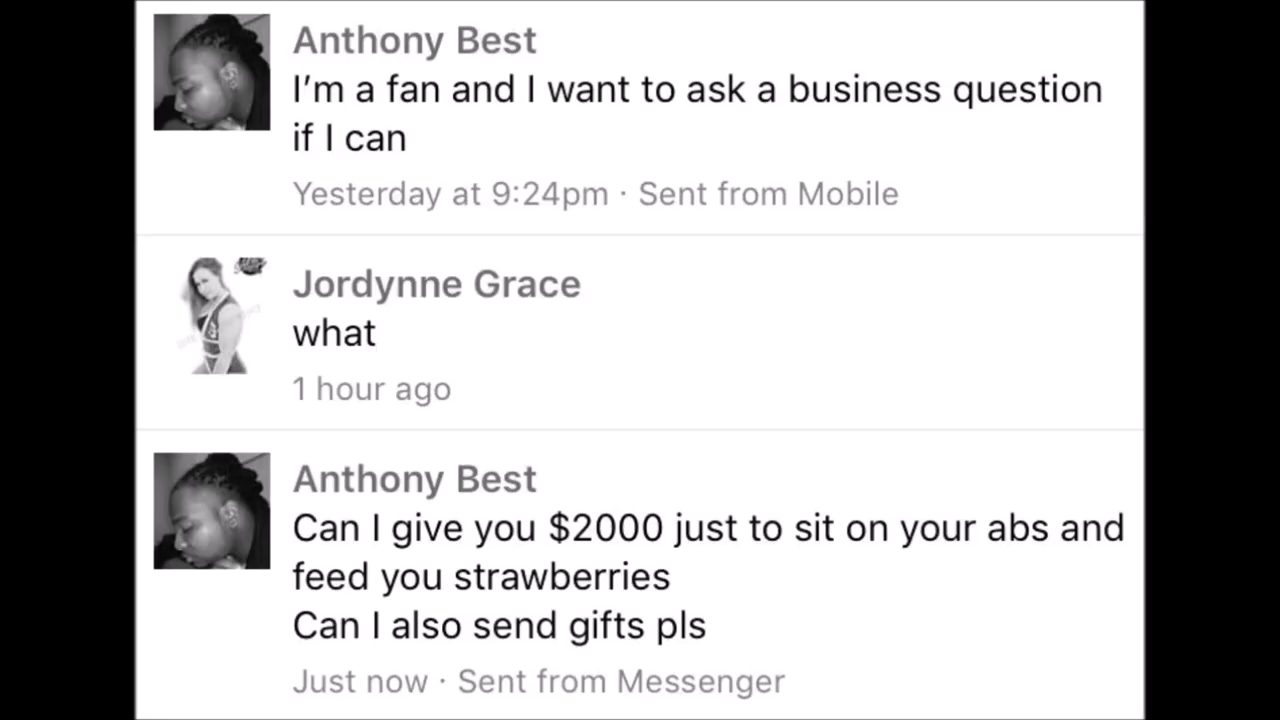 Anthony Best
I’m a fan and I want to ask a business question
if I can
Yesterday at 9:24pm · Sent from Mobile
Jordynne Grace
what
1 hour ago
Anthony Best
Can I give you $2000 just to sit on your abs and
feed you strawberries
Can I also send gifts pls
Just now · Sent from Messenger